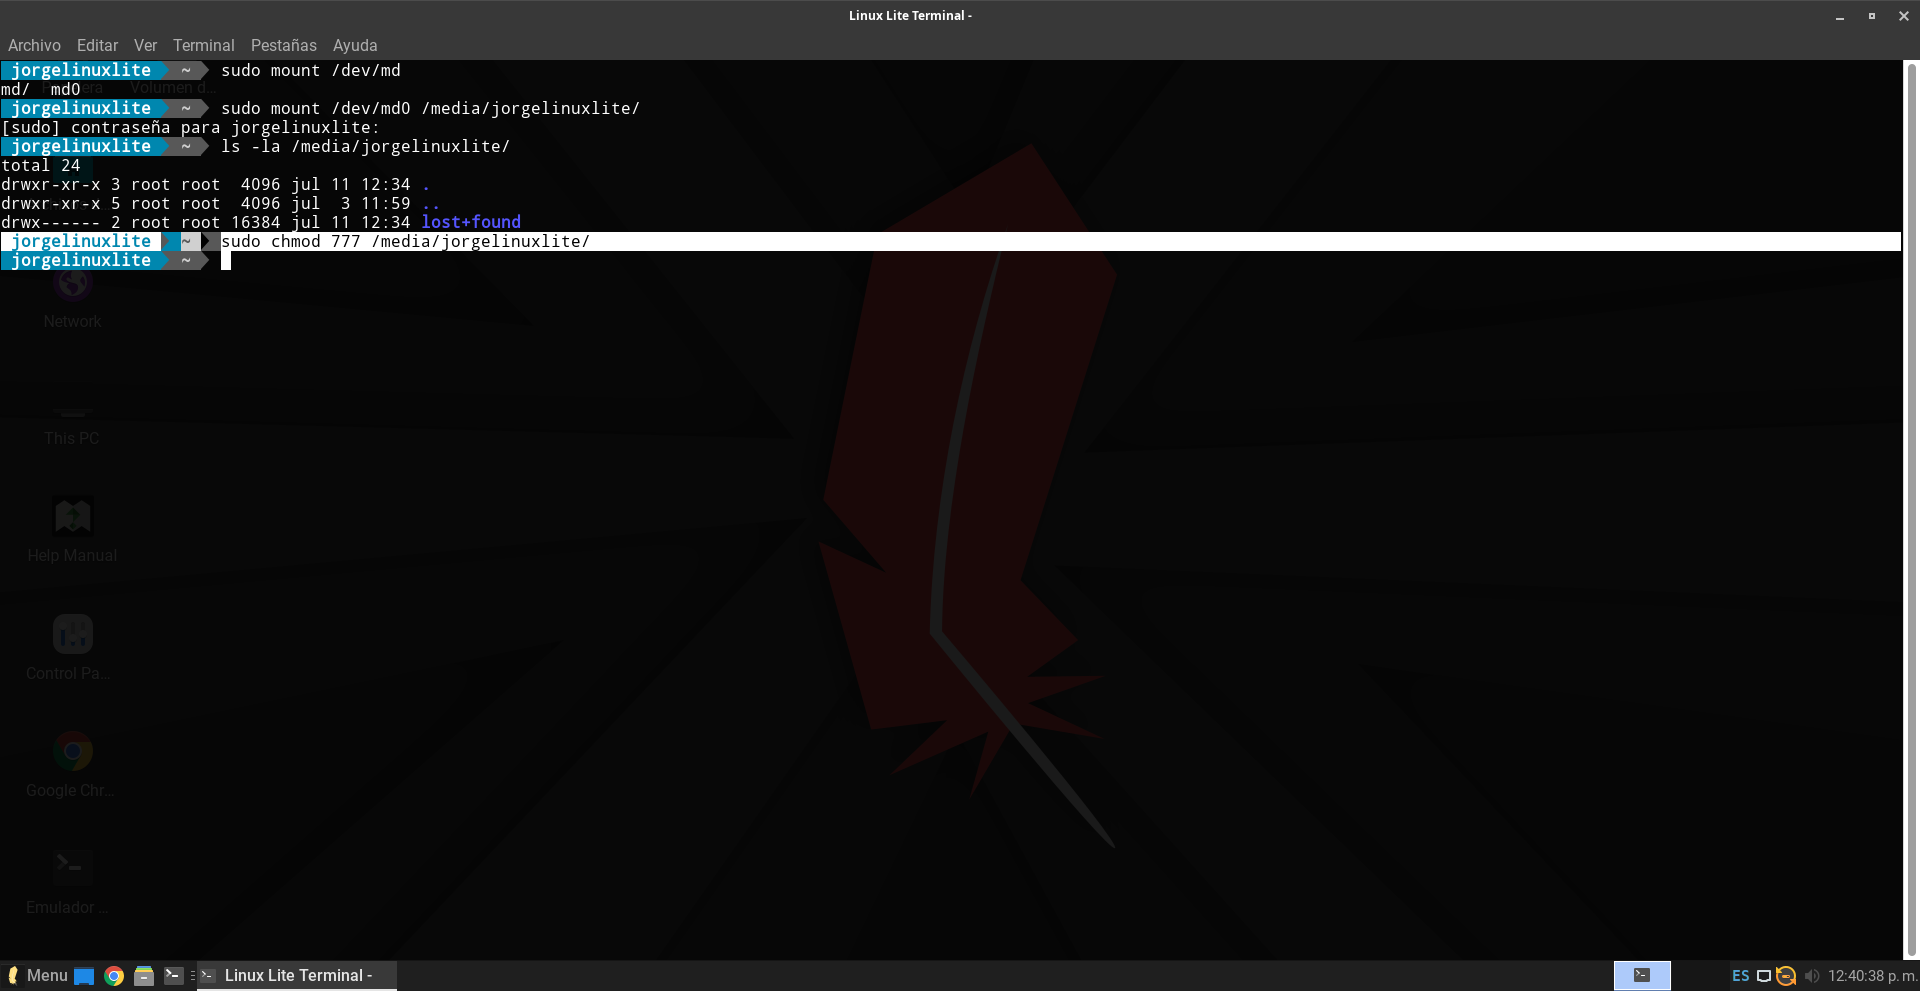 Linux Lite Terminal -
Archivo Editar Ver Terminal Pestañas Ayuda
jorgelinuxlite ~ sudo mount /dev/md
md/ md0
Volumen d...
jorgelinuxlite ~ sudo mount /dev/md0 /media/jorgelinuxlite/
[sudo] contraseña para jorgelinuxlite:
jorgelinuxlite ~ ls -la /media/jorgelinuxlite/
total 24
drwxr-xr-x 3 root root 4096 jul 11 12:34 .
drwxr-xr-x 5 root root 4096 jul 3 11:59 ..
drwx------ 2 root root 16384 jul 11 12:34 lost+found
jorgelinuxlite ~ sudo chmod 777 /media/jorgelinuxlite/
jorgelinuxlite ~
Network
This PC
Help Manual
Control Pa...
Google Chr...
Emulador ...
Menu Linux Lite Terminal - ES 12:40:38 p. m.